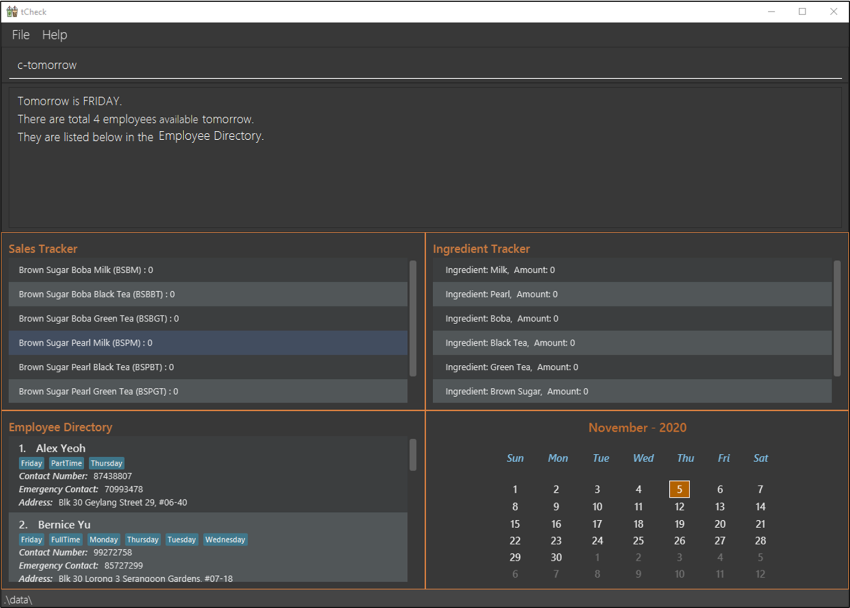 tCheck
File Help
c-tomorrow
Tomorrow is FRIDAY.
There are total 4 employees available tomorrow.
They are listed below in the Employee Directory.
Sales Tracker
Brown Sugar Boba Milk (BSBM) : 0
Brown Sugar Boba Black Tea (BSBBT) : 0
Brown Sugar Boba Green Tea (BSBGT) : 0
Brown Sugar Pearl Milk (BSPM) : 0
Brown Sugar Pearl Black Tea (BSPBT) : 0
Brown Sugar Pearl Green Tea (BSPGT) : 0
Ingredient Tracker
Ingredient: Milk, Amount: 0
Ingredient: Pearl, Amount: 0
Ingredient: Boba, Amount: 0
Ingredient: Black Tea, Amount: 0
Ingredient: Green Tea, Amount: 0
Ingredient: Brown Sugar, Amount: 0
Employee Directory
1. Alex Yeoh
Friday PartTime Thursday
Contact Number: 87438807
Emergency Contact: 70993478
Address: Blk 30 Geylang Street 29, #06-40
2. Bernice Yu
Friday FullTime Monday Thursday Tuesday Wednesday
Contact Number: 99272758
Emergency Contact: 85727299
Address: Blk 30 Lorong 3 Serangoon Gardens, #07-18
November - 2020
Sun Mon Tue Wed Thu Fri Sat
1 2 3 4 5 6 7
8 9 10 11 12 13 14
15 16 17 18 19 20 21
22 23 24 25 26 27 28
29 30 1 2 3 4 5
6 7 8 9 10 11 12
.\data\